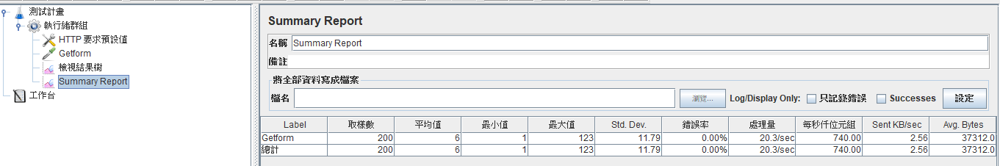 測試計畫
執行緒群組
HTTP 要求預設值
Getform
檢視結果樹
Summary Report
工作台
Summary Report
名稱 Summary Report
備註
將全部資料寫成檔案
檔名 瀏覽... Log/Display Only: 只記錄錯誤 Successes 設定
Label 取樣數 平均值 最小值 最大值 Std. Dev. 錯誤率 處理量 每秒仟位元組 Sent KB/sec Avg. Bytes
Getform 200 6 1 123 11.79 0.00% 20.3/sec 740.00 2.56 37312.0
總計 200 6 1 123 11.79 0.00% 20.3/sec 740.00 2.56 37312.0